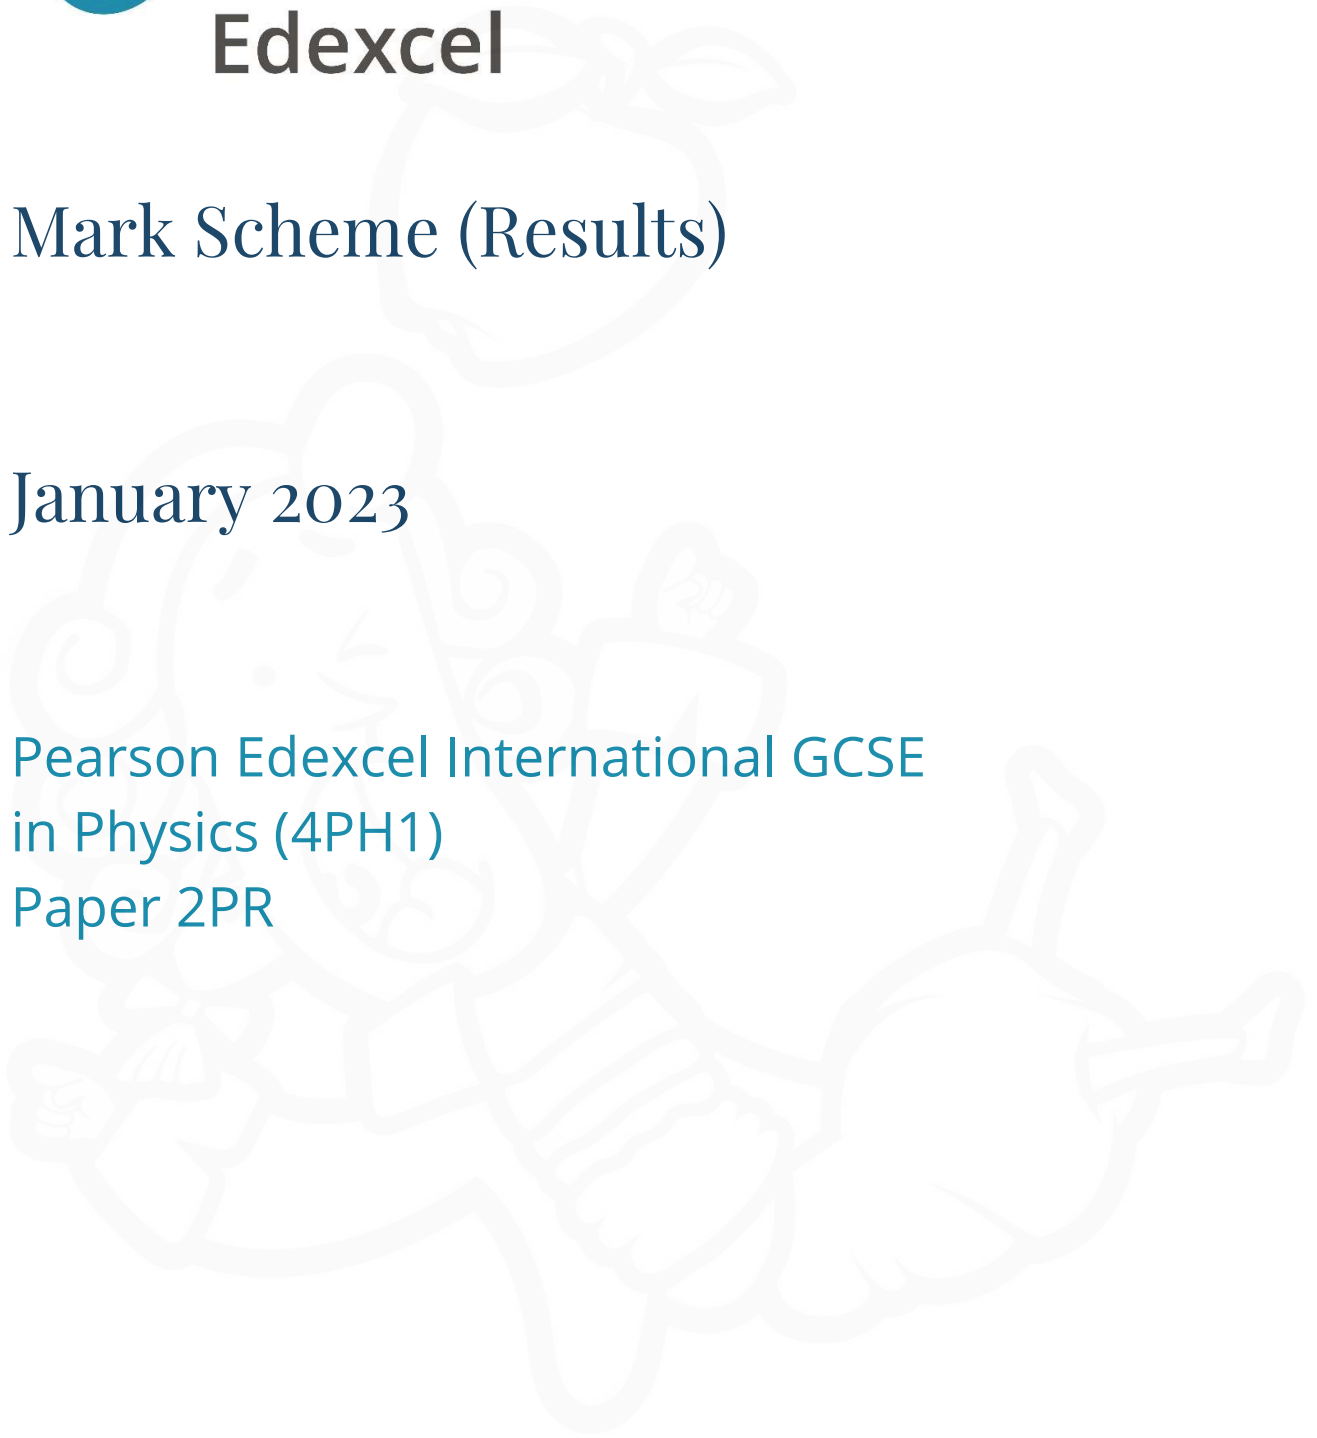 Edexcel
Mark Scheme (Results)
January 2023
Pearson Edexcel International GCSE
in Physics (4PH1)
Paper 2PR